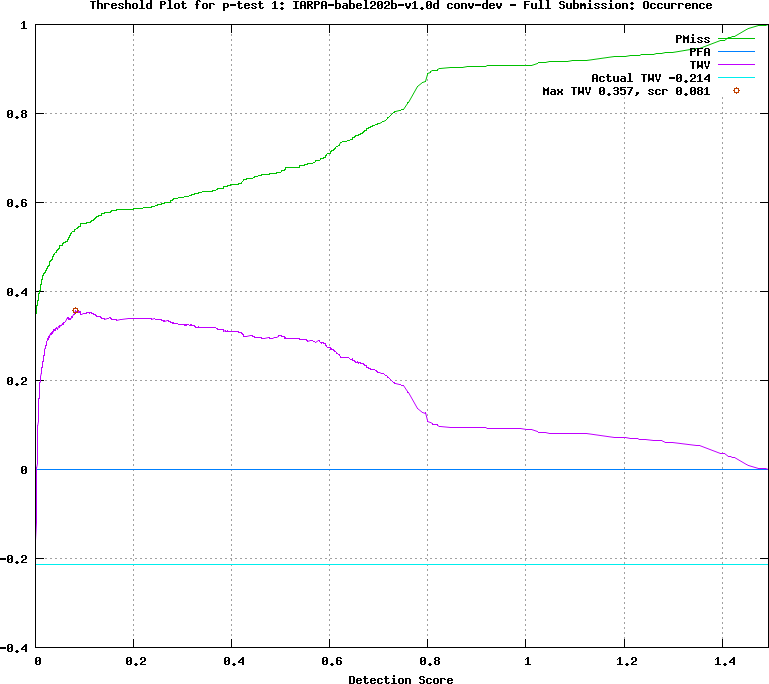 Threshold Plot for p-test 1: IARPA-babel202b-v1.0d conv-dev - Full Submission: Occurrence
PMiss
PFA
TWV
Actual TWV -0.214
Max TWV 0.357, scr 0.081
1
0.8
0.6
0.4
0.2
0
-0.2
-0.4
0 0.2 0.4 0.6 0.8 1 1.2 1.4
Detection Score